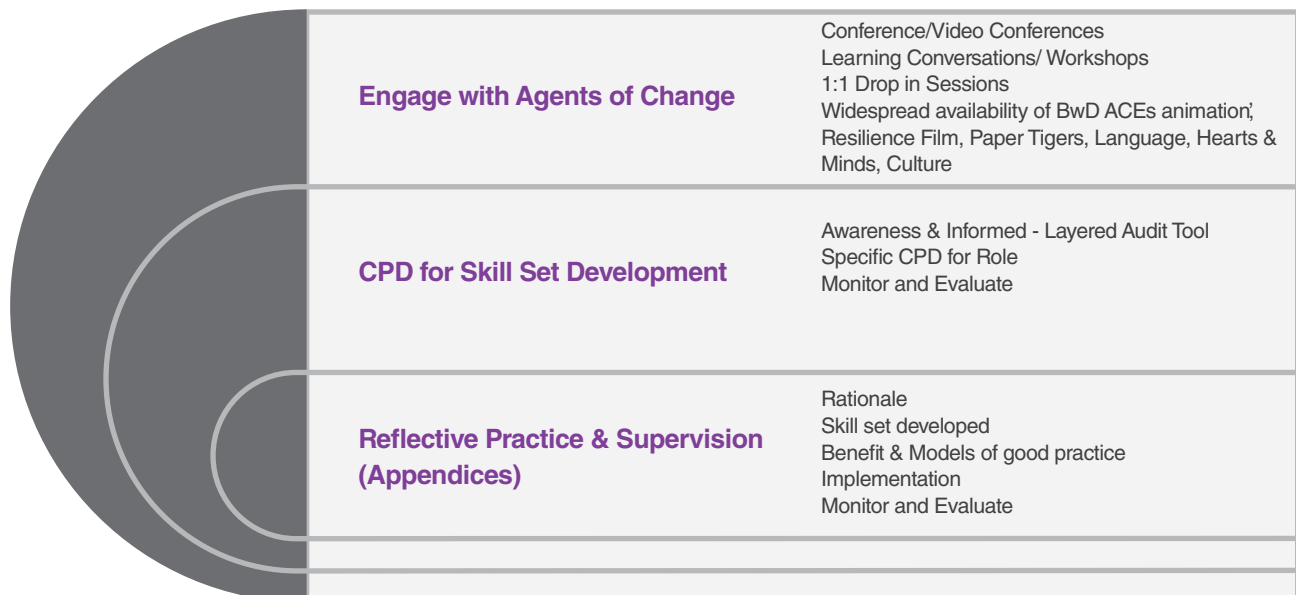 Engage with Agents of Change
Conference/Video Conferences
Learning Conversations/ Workshops
1:1 Drop in Sessions
Widespread availability of BwD ACEs animation’,
Resilience Film, Paper Tigers, Language, Hearts &
Minds, Culture
CPD for Skill Set Development
Awareness & Informed - Layered Audit Tool
Specific CPD for Role
Monitor and Evaluate
Reflective Practice & Supervision
(Appendices)
Rationale
Skill set developed
Benefit & Models of good practice
Implementation
Monitor and Evaluate